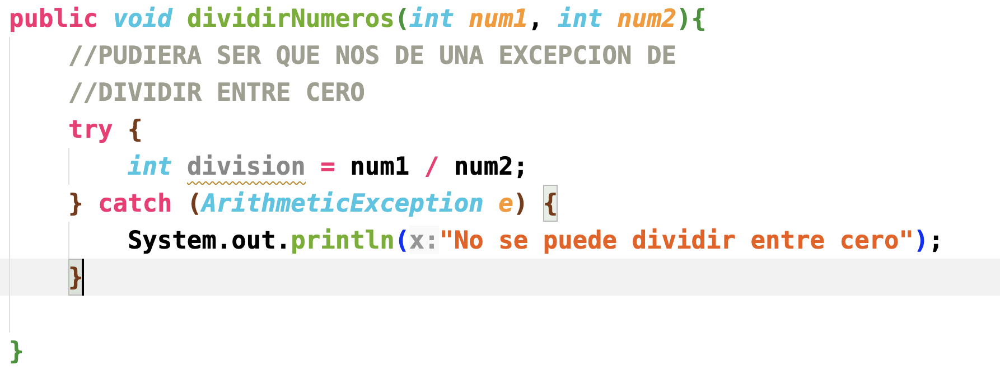 public void dividirNumeros(int num1, int num2){
//PUDIERA SER QUE NOS DE UNA EXCEPCION DE
//DIVIDIR ENTRE CERO
try {
int division = num1 / num2;
} catch (ArithmeticException e) {
System.out.println(x:"No se puede dividir entre cero");
}
}